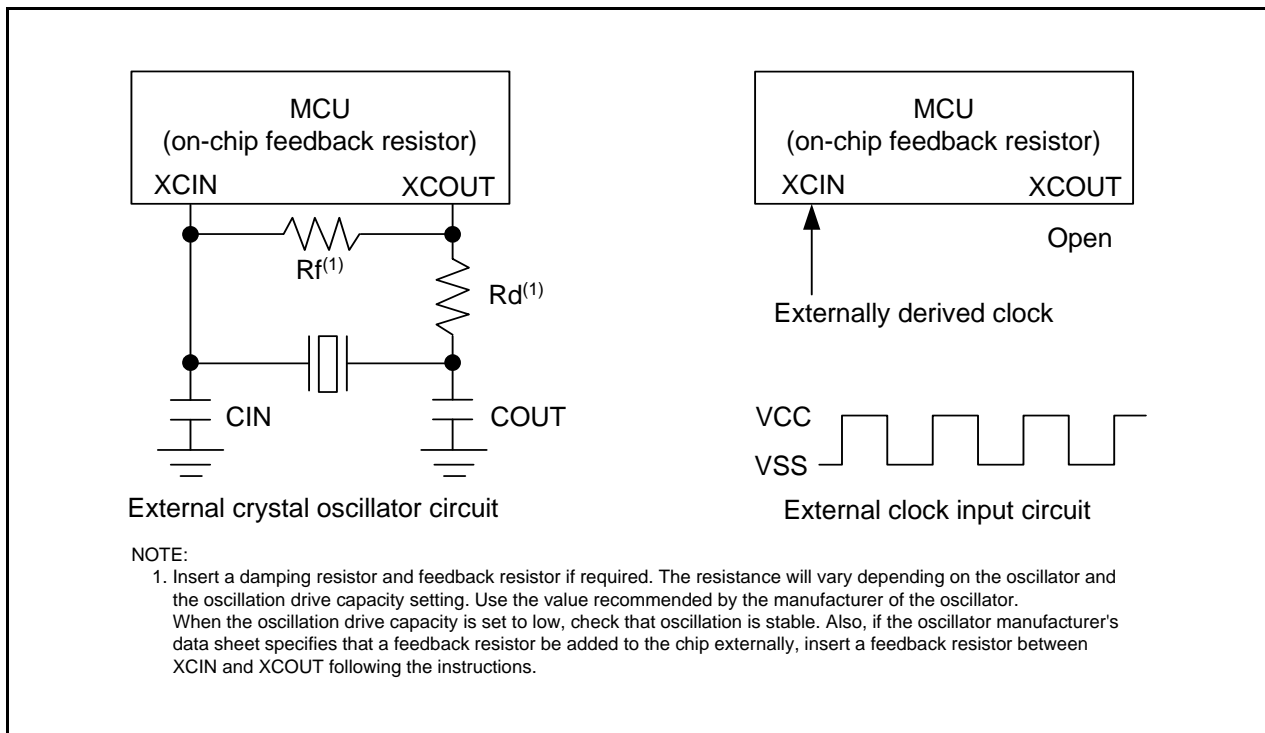 MCU
(on-chip feedback resistor)
XCIN
XCOUT
Rf(1)
Rd(1)
CIN
COUT
External crystal oscillator circuit
MCU
(on-chip feedback resistor)
XCIN
XCOUT
Open
Externally derived clock
VCC
VSS
External clock input circuit
NOTE:
1. Insert a damping resistor and feedback resistor if required. The resistance will vary depending on the oscillator and
the oscillation drive capacity setting. Use the value recommended by the manufacturer of the oscillator.
When the oscillation drive capacity is set to low, check that oscillation is stable. Also, if the oscillator manufacturer's
data sheet specifies that a feedback resistor be added to the chip externally, insert a feedback resistor between
XCIN and XCOUT following the instructions.